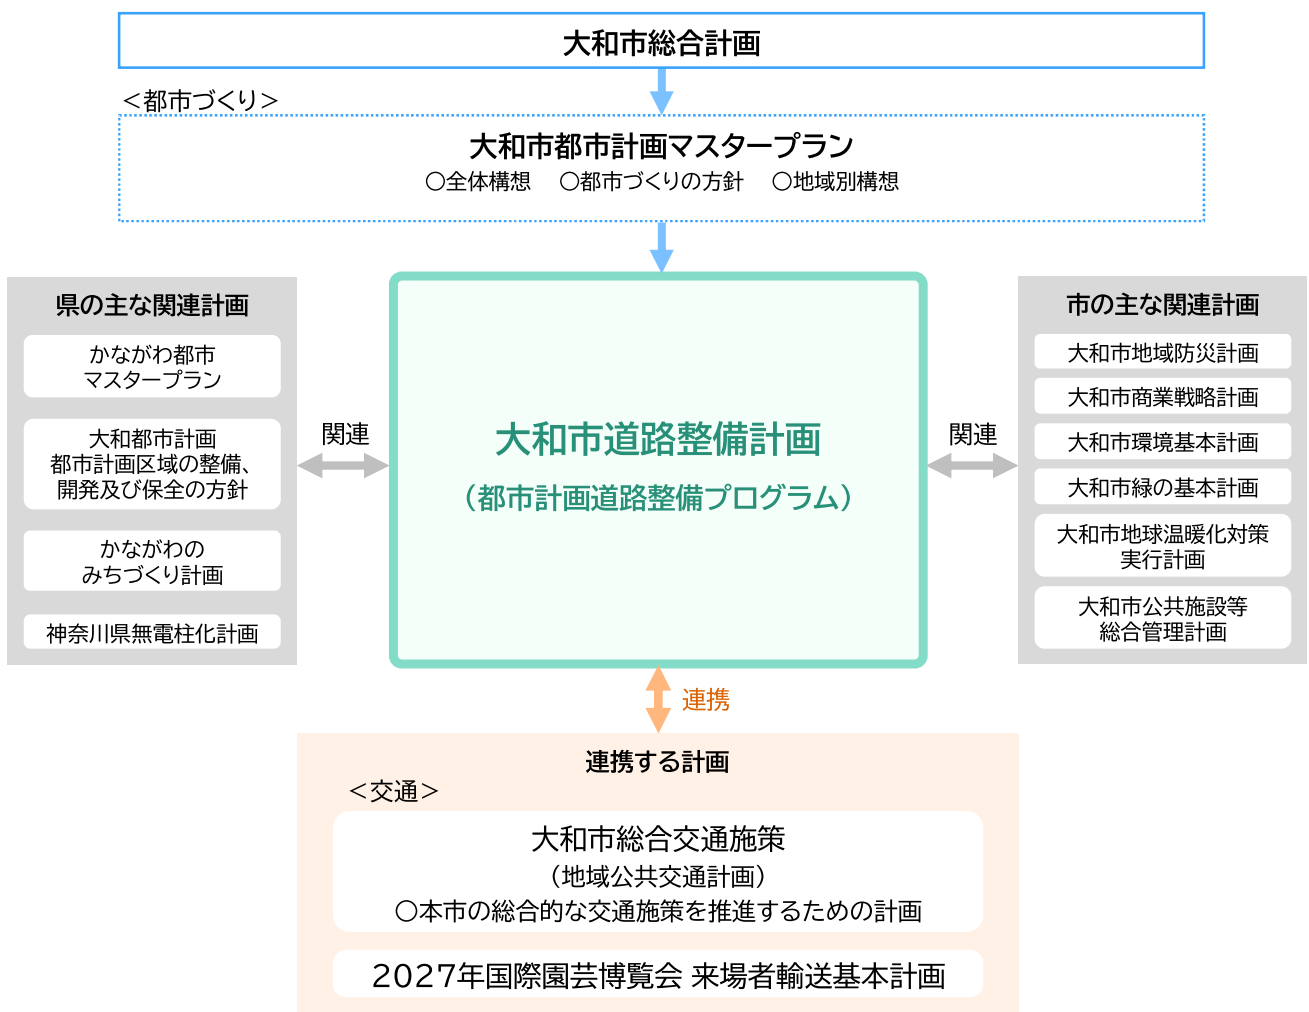 大和市総合計画
＜都市づくり＞
大和市都市計画マスタープラン
○全体構想　○都市づくりの方針　○地域別構想
県の主な関連計画
かながわ都市
マスタープラン
大和都市計画
都市計画区域の整備、
開発及び保全の方針
かながわの
みちづくり計画
神奈川県無電柱化計画
関連
大和市道路整備計画
（都市計画道路整備プログラム）
関連
市の主な関連計画
大和市地域防災計画
大和市商業戦略計画
大和市環境基本計画
大和市緑の基本計画
大和市地球温暖化対策
実行計画
大和市公共施設等
総合管理計画
連携
連携する計画
＜交通＞
大和市総合交通施策
（地域公共交通計画）
○本市の総合的な交通施策を推進するための計画
2027年国際園芸博覧会 来場者輸送基本計画